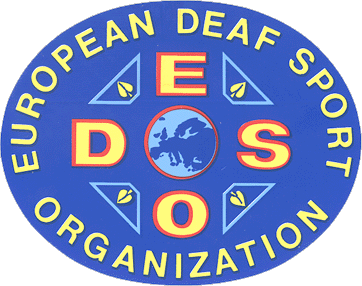 EUROPEAN DEAF SPORT
E
D S
O
ORGANIZATION